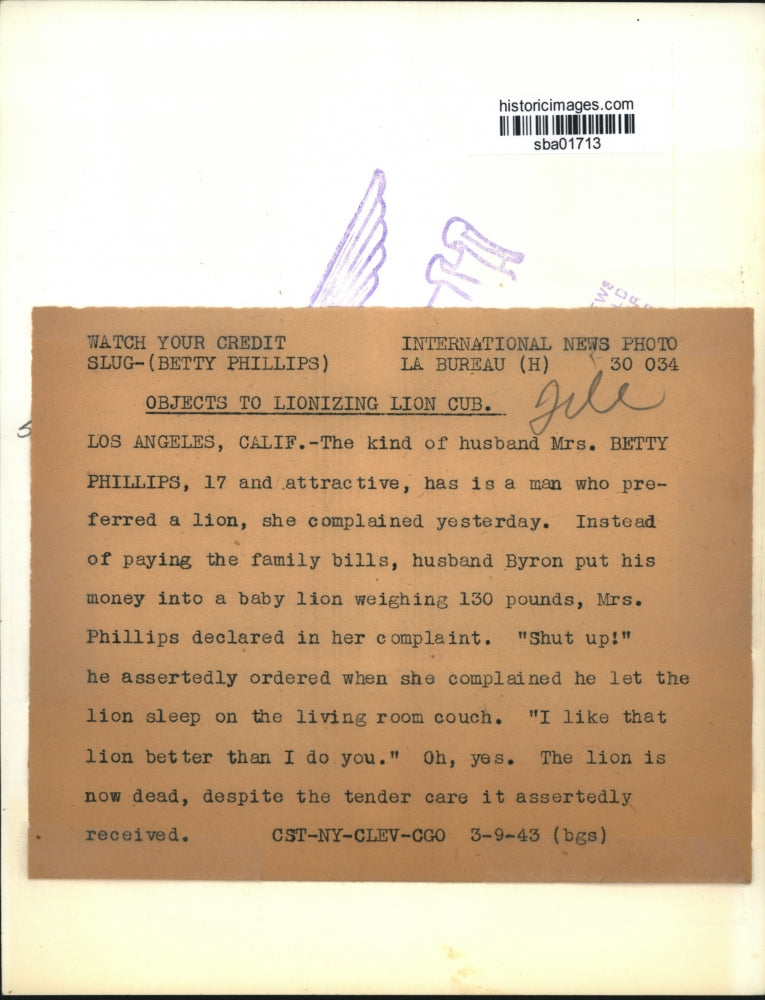 historicimages.com
sba01713
WATCH YOUR CREDIT
SLUG-(BETTY PHILLIPS)
INTERNATIONAL NEWS PHOTO
LA BUREAU (H) 30 034
OBJECTS TO LIONIZING LION CUB.
LOS ANGELES, CALIF.-The kind of husband Mrs. BETTY
PHILLIPS, 17 and attractive, has is a man who pre-
ferred a lion, she complained yesterday. Instead
of paying the family bills, husband Byron put his
money into a baby lion weighing 130 pounds, Mrs.
Phillips declared in her complaint. "Shut up!"
he assertedly ordered when she complained he let the
lion sleep on the living room couch. "I like that
lion better than I do you." Oh, yes. The lion is
now dead, despite the tender care it assertedly
received. CST-NY-CLEV-CGO 3-9-43 (bgs)